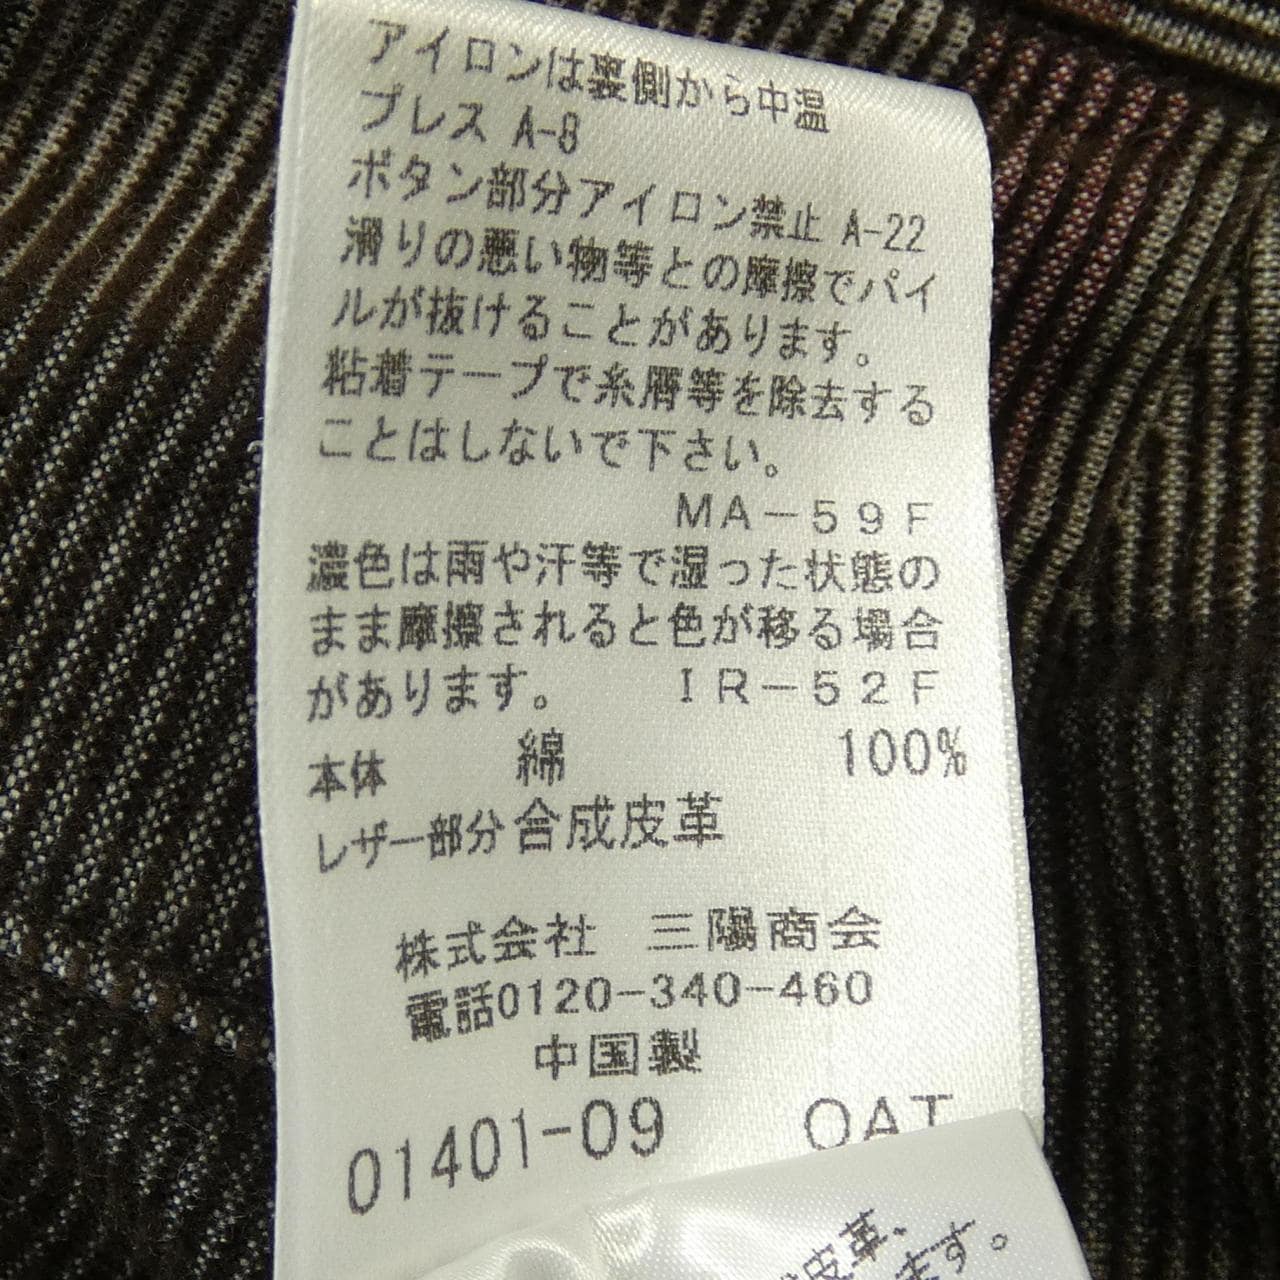 アイロンは裏側から中温
プレス A-8
ボタン部分アイロン禁止 A-22
滑りの悪い物等との摩擦でパイ
ルが抜けることがあります。
粘着テープで糸屑等を除去する
ことはしないで下さい。
MA-59F
濃色は雨や汗等で湿った状態の
まま摩擦されると色が移る場合
があります。 IR-52F
本体 綿 100%
レザー部分 合成皮革
株式会社 三陽商会
電話0120-340-460
中国製
01401-09 OAT
皮革、
ます。